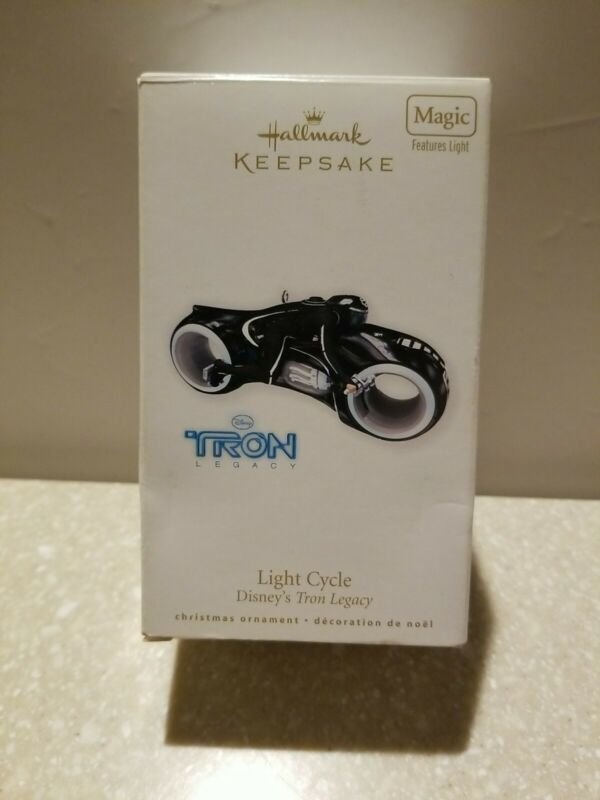 Hallmark
KEEPSAKE
Magic
Features Light
Disney
TRON
LEGACY
Light Cycle
Disney's Tron Legacy
christmas ornament • décoration de noël